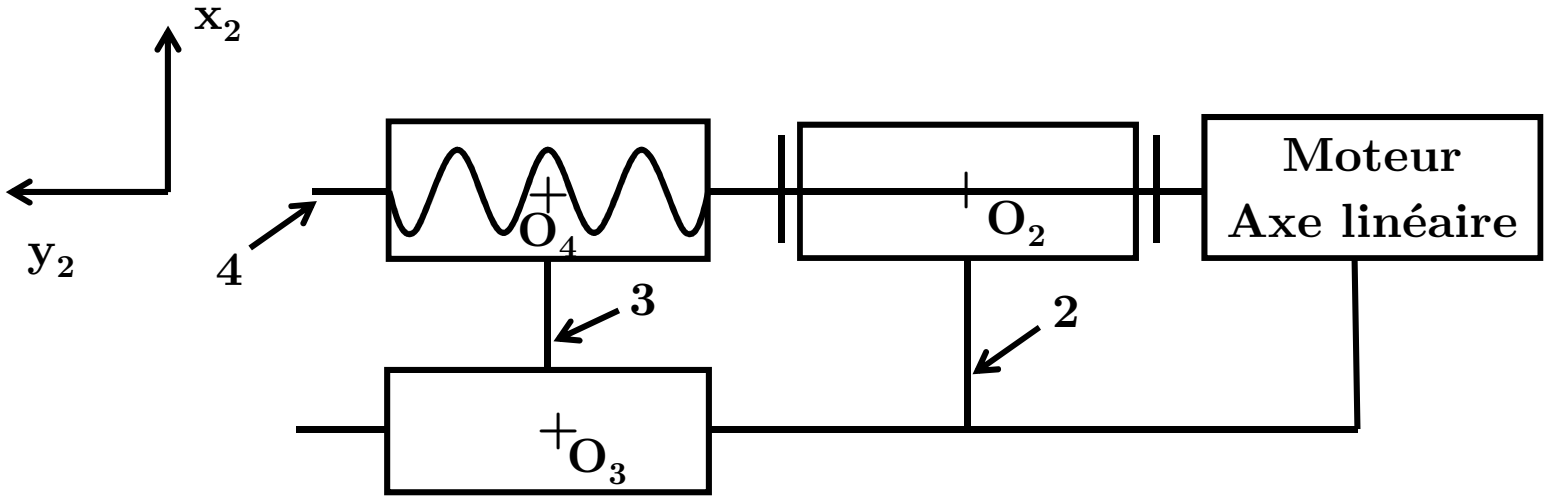 x₂
Moteur
Axe linéaire
O₄
O₂
y₂
4
3
2
O₃